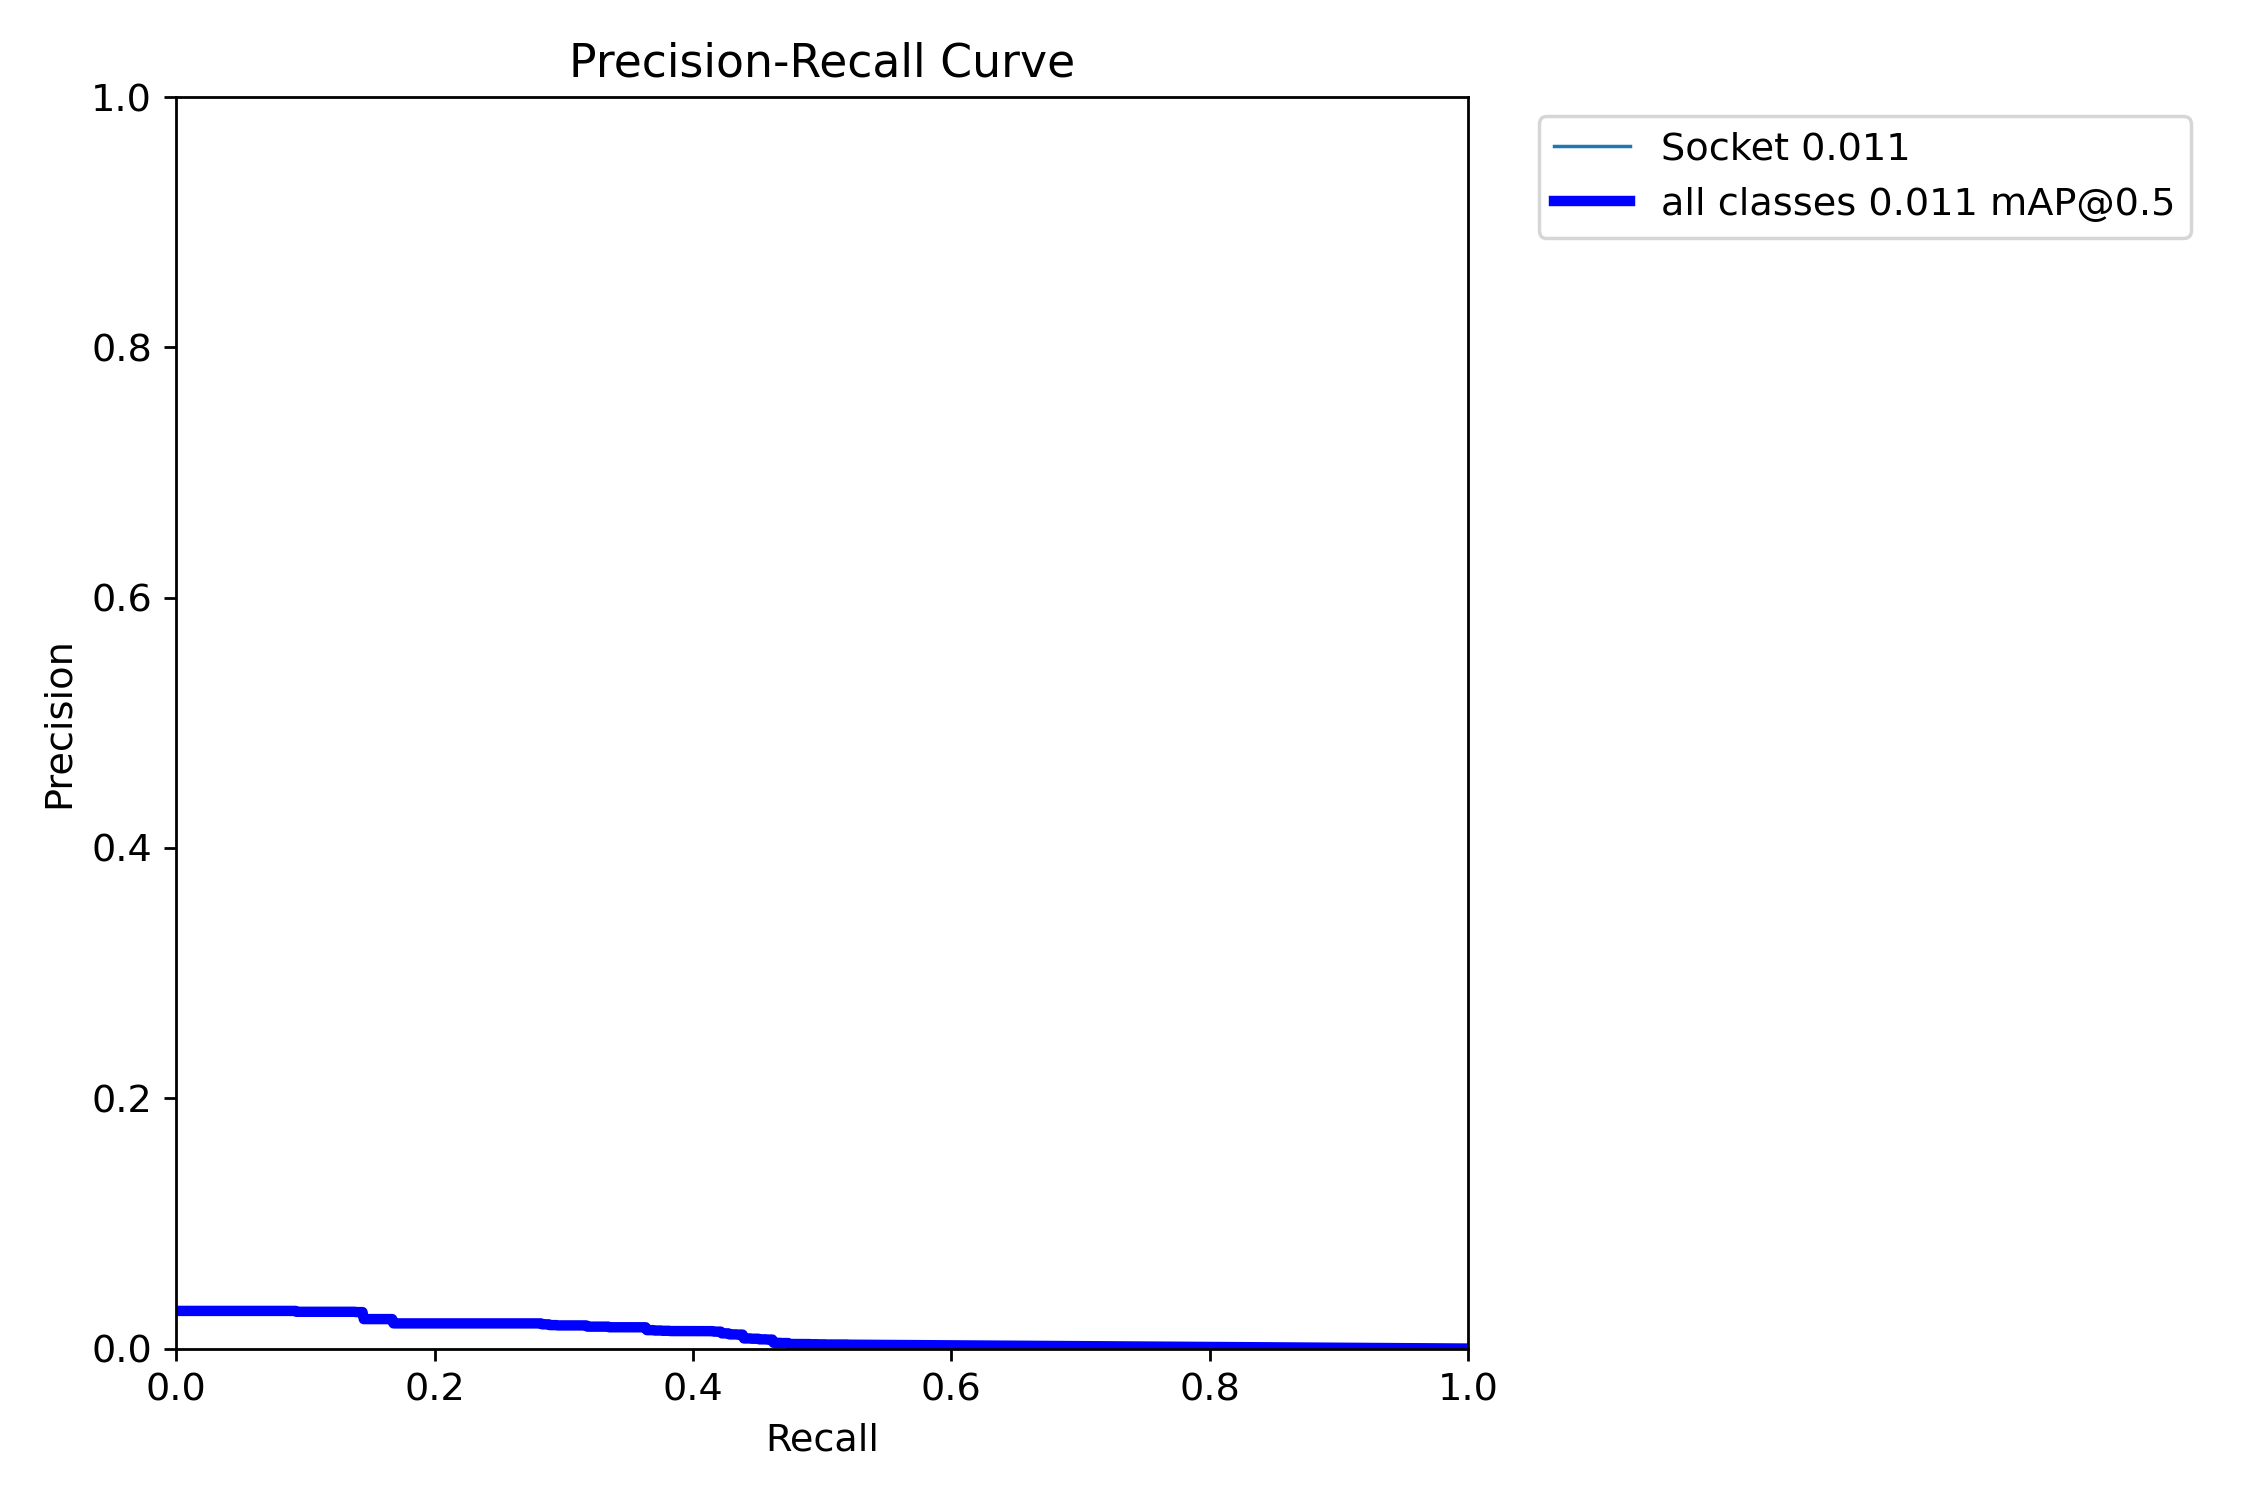 Precision-Recall Curve
1.0
0.8
0.6
0.4
0.2
0.0
Precision
0.0 0.2 0.4 0.6 0.8 1.0
Recall
Socket 0.011
all classes 0.011 mAP@0.5